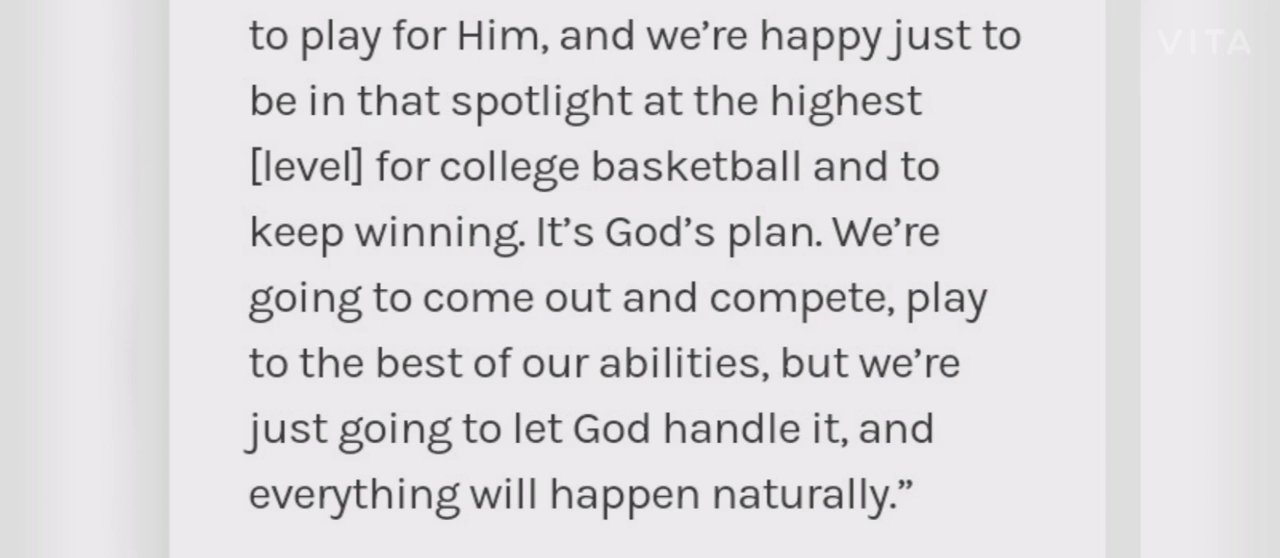 to play for Him, and we’re happy just to
be in that spotlight at the highest
[level] for college basketball and to
keep winning. It’s God’s plan. We’re
going to come out and compete, play
to the best of our abilities, but we’re
just going to let God handle it, and
everything will happen naturally.”
VITA